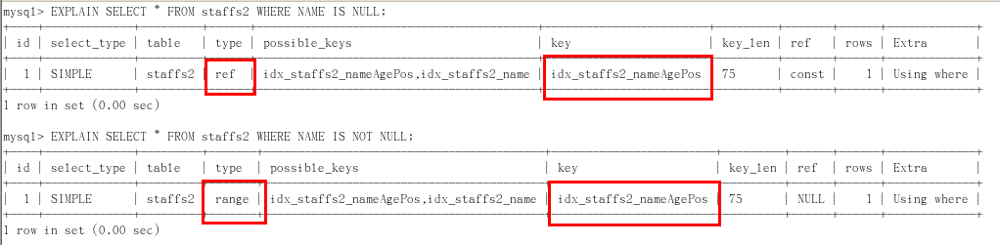 mysql> EXPLAIN SELECT * FROM staffs2 WHERE NAME IS NULL;
| id | select_type | table | type | possible_keys | key | key_len | ref | rows | Extra |
| 1 | SIMPLE | staffs2 | ref | idx_staffs2_nameAgePos,idx_staffs2_name | idx_staffs2_nameAgePos | 75 | const | 1 | Using where |
1 row in set (0.00 sec)
mysql> EXPLAIN SELECT * FROM staffs2 WHERE NAME IS NOT NULL;
| id | select_type | table | type | possible_keys | key | key_len | ref | rows | Extra |
| 1 | SIMPLE | staffs2 | range | idx_staffs2_nameAgePos,idx_staffs2_name | idx_staffs2_nameAgePos | 75 | NULL | 1 | Using where |
1 row in set (0.00 sec)